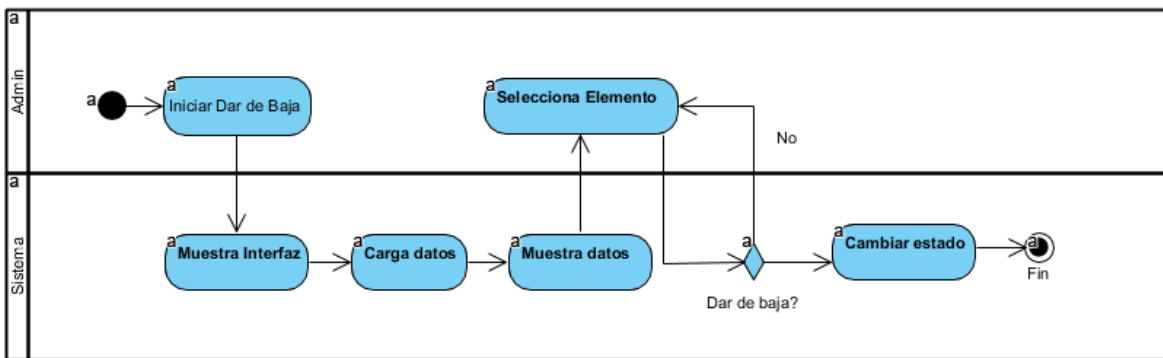 a
Admin
a
a
Iniciar Dar de Baja
a
Selecciona Elemento
No
a
Sistema
a
Muestra Interfaz
a
Carga datos
a
Muestra datos
a
Dar de baja?
a
Cambiar estado
a
Fin